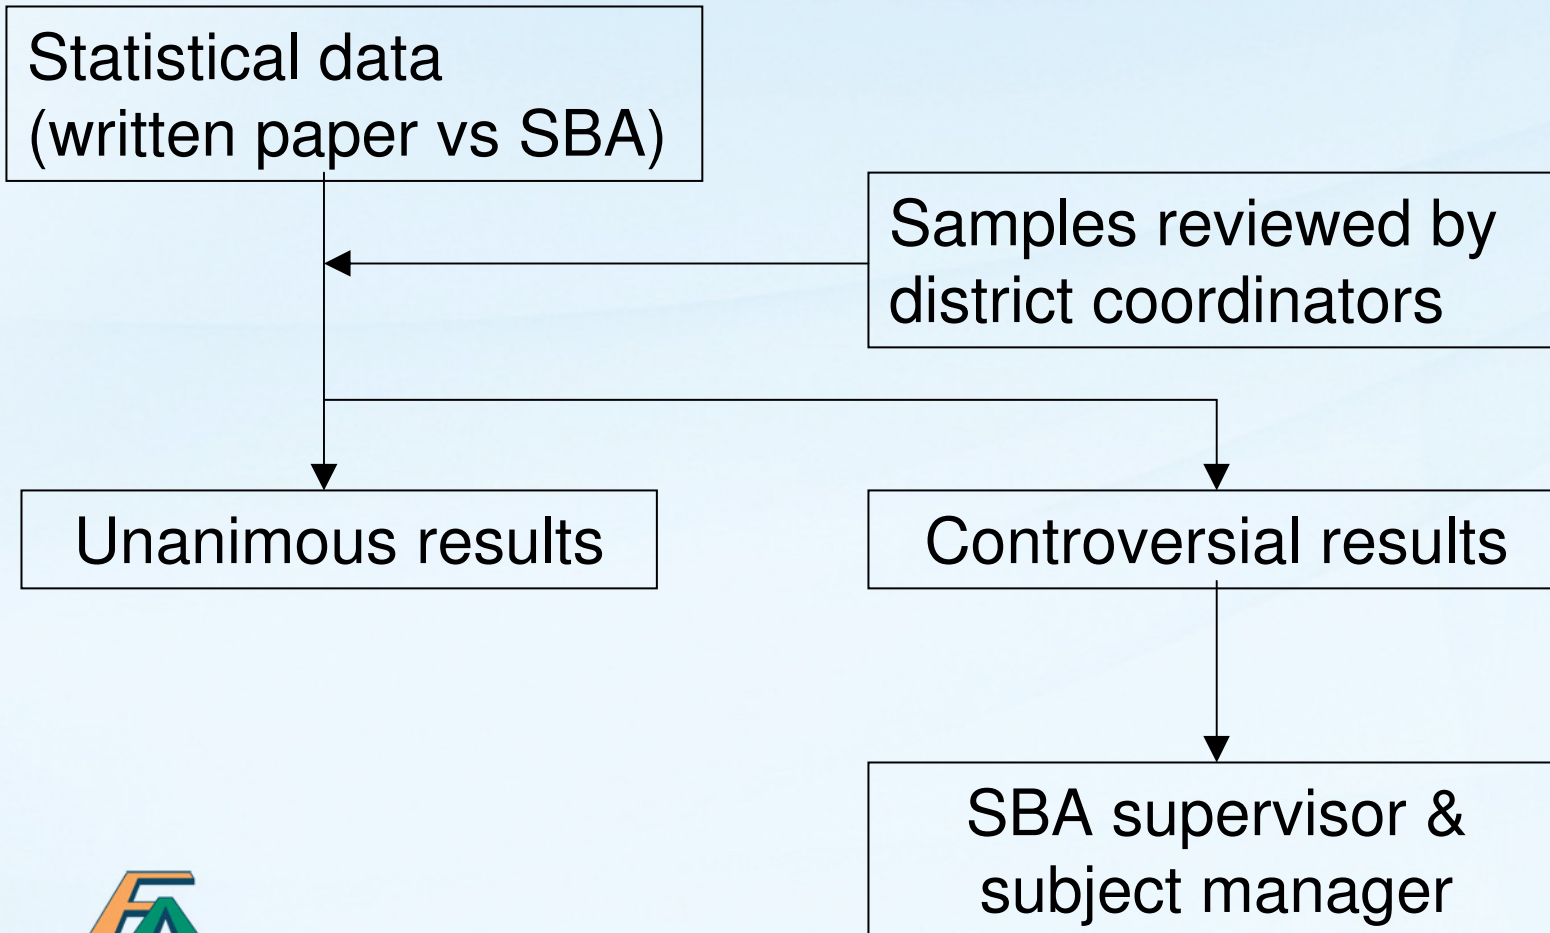 Statistical data
(written paper vs SBA)
Samples reviewed by
district coordinators
Unanimous results
Controversial results
SBA supervisor &
subject manager